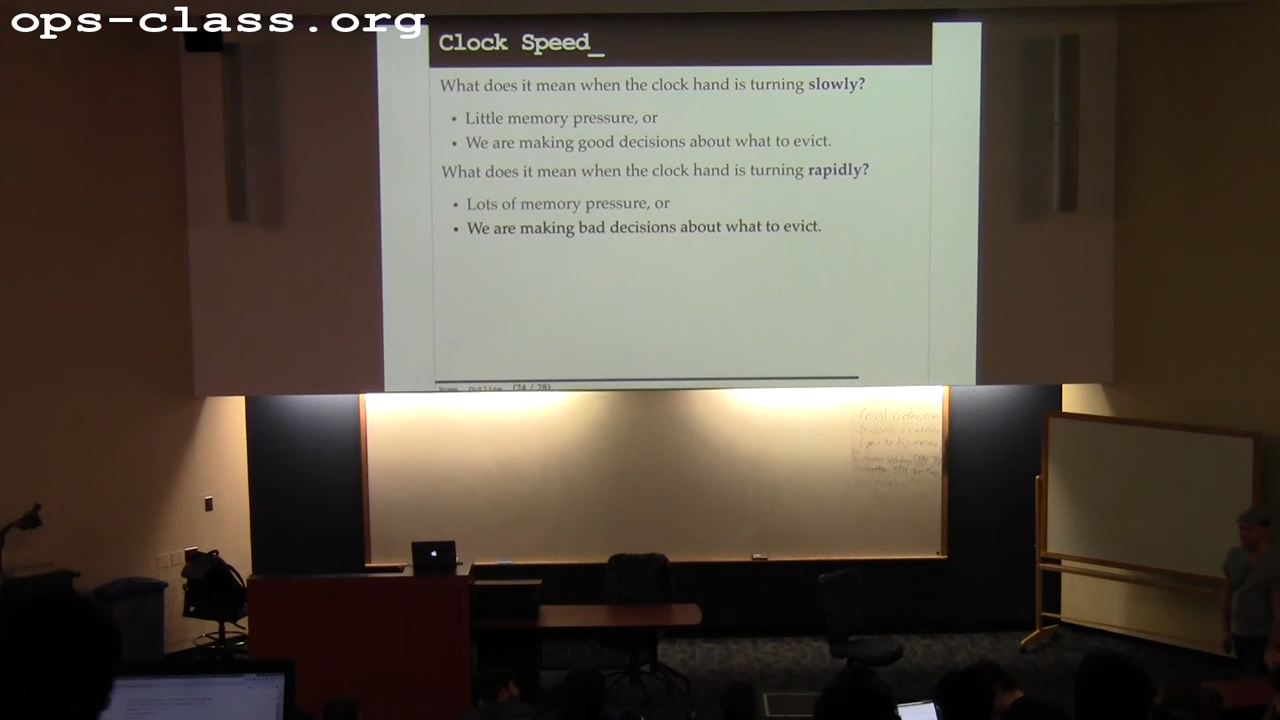 ops-class.org
Clock Speed_
What does it mean when the clock hand is turning slowly?
• Little memory pressure, or
• We are making good decisions about what to evict.
What does it mean when the clock hand is turning rapidly?
• Lots of memory pressure, or
• We are making bad decisions about what to evict.
(24 / 28)